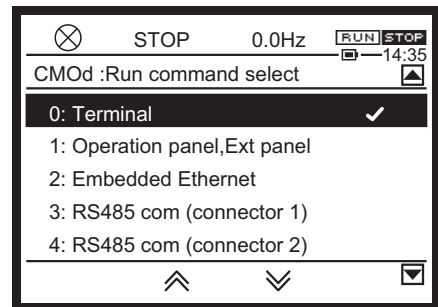 STOP 0.0Hz RUN STOP
14:35
CMOd :Run command select
0: Terminal
1: Operation panel,Ext panel
2: Embedded Ethernet
3: RS485 com (connector 1)
4: RS485 com (connector 2)